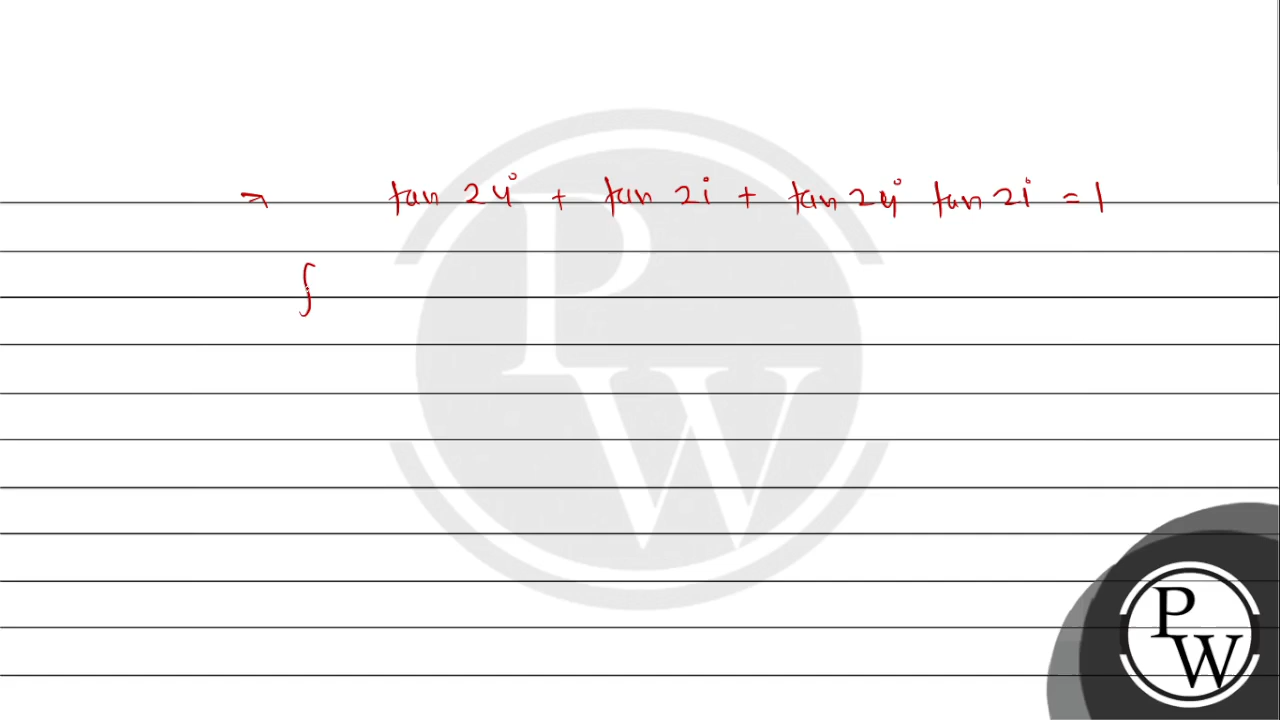 ⇒ tan 24° + tan 21° + tan 24° tan 21° = 1
∫
P
W
P
W